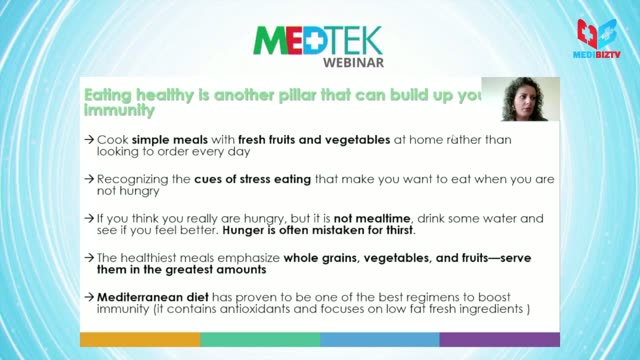 MEDTEK
WEBINAR
MEDiBIZTV
Eating healthy is another pillar that can build up you
immunity
→ Cook simple meals with fresh fruits and vegetables at home rather than
looking to order every day
→ Recognizing the cues of stress eating that make you want to eat when you are
not hungry
→ If you think you really are hungry, but it is not mealtime, drink some water and
see if you feel better. Hunger is often mistaken for thirst.
→ The healthiest meals emphasize whole grains, vegetables, and fruits—serve
them in the greatest amounts
→ Mediterranean diet has proven to be one of the best regimens to boost
immunity (it contains antioxidants and focuses on low fat fresh ingredients )